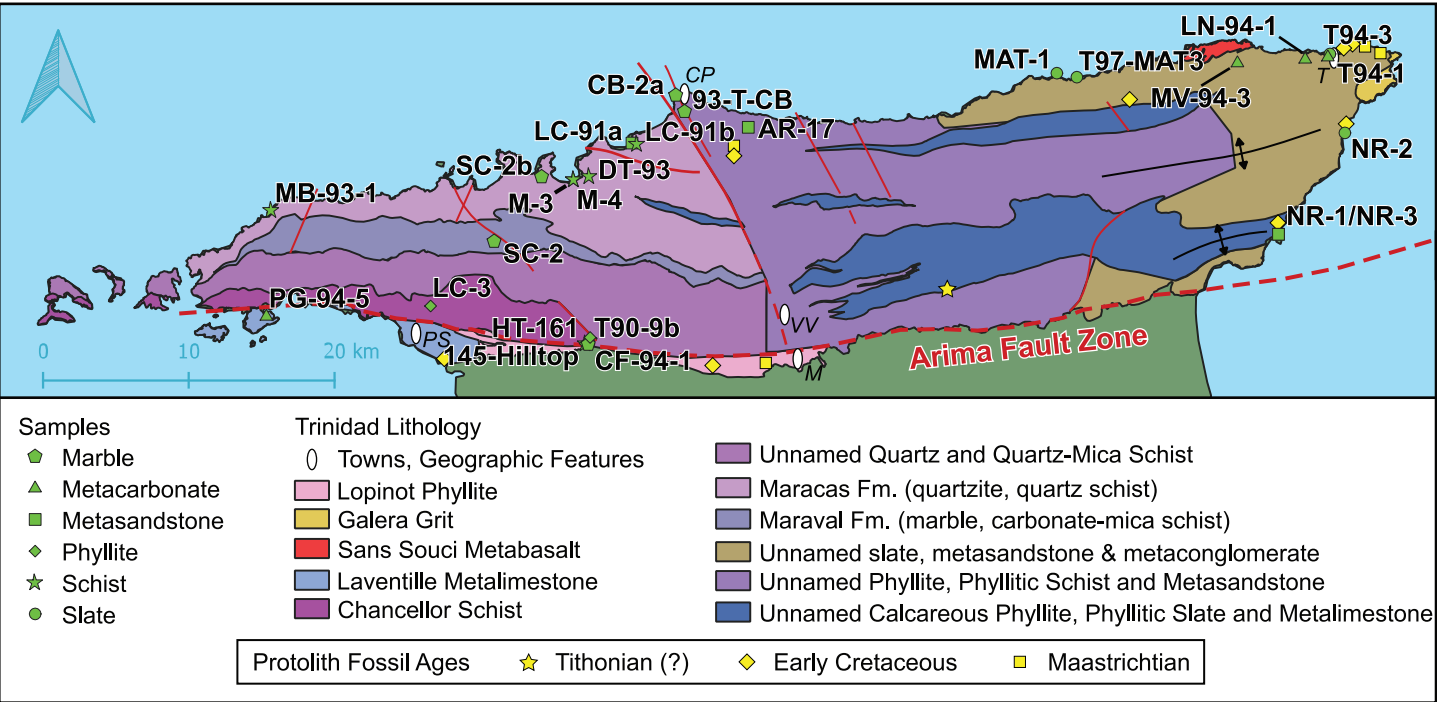 LN-94-1
T94-3
MAT-1
T97-MAT3
T
T94-1
CP
CB-2a
93-T-CB
MV-94-3
LC-91a
LC-91b
AR-17
NR-2
SC-2b
DT-93
MB-93-1
M-3
M-4
NR-1/NR-3
SC-2
PG-94-5
LC-3
HT-161
T90-9b
VV
PS
145-Hilltop
CF-94-1
M
Arima Fault Zone
0 10 20 km
Samples
Marble
Metacarbonate
Metasandstone
Phyllite
Schist
Slate
Trinidad Lithology
Towns, Geographic Features
Lopinot Phyllite
Galera Grit
Sans Souci Metabasalt
Laventille Metalimestone
Chancellor Schist
Unnamed Quartz and Quartz-Mica Schist
Maracas Fm. (quartzite, quartz schist)
Maraval Fm. (marble, carbonate-mica schist)
Unnamed slate, metasandstone & metaconglomerate
Unnamed Phyllite, Phyllitic Schist and Metasandstone
Unnamed Calcareous Phyllite, Phyllitic Slate and Metalimestone
Protolith Fossil Ages Tithonian (?) Early Cretaceous Maastrichtian